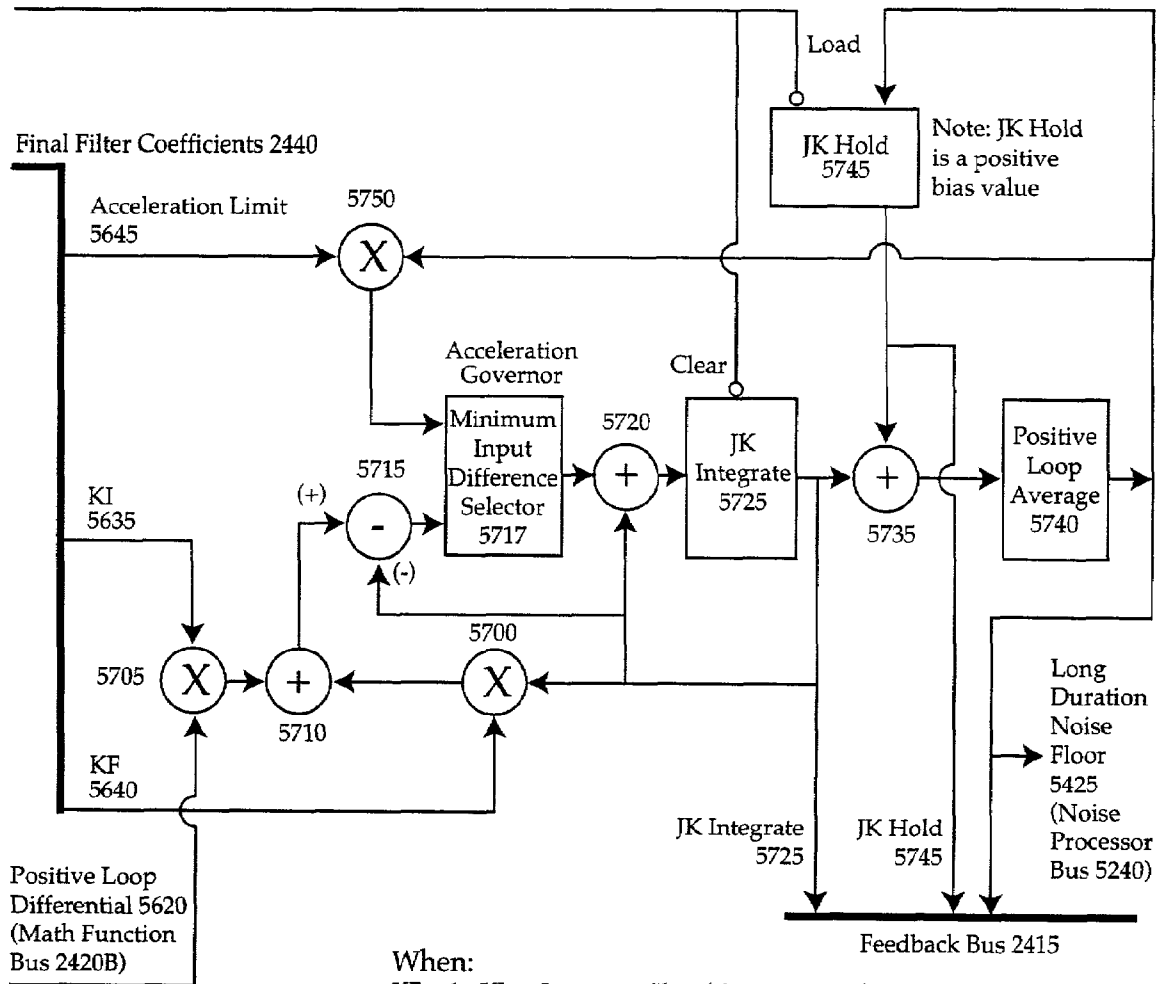 Load
JK Hold
5745
Note: JK Hold
is a positive
bias value
Final Filter Coefficients 2440
Acceleration Limit
5645
5750
X
Acceleration
Governor
Clear
Minimum
Input
Difference
Selector
5717
5720
+
JK
Integrate
5725
+
5735
Positive
Loop
Average
5740
5715
(+)
-
(-)
KI
5635
5700
5705
X
+
5710
X
KF
5640
Long
Duration
Noise
Floor
5425
(Noise
Processor
Bus 5240)
JK Integrate
5725
JK Hold
5745
Positive Loop
Differential 5620
(Math Function
Bus 2420B)
Feedback Bus 2415
When: